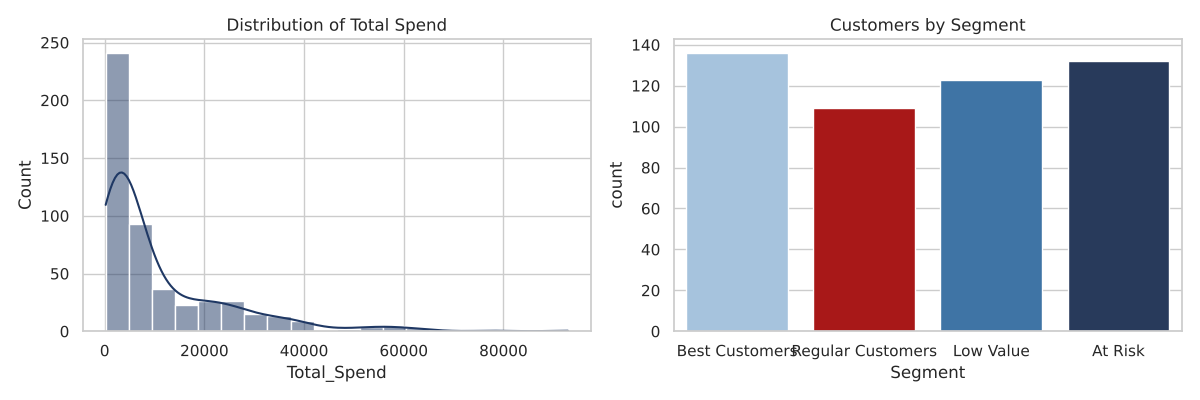 Distribution of Total Spend
250
200
150
100
50
0
Count
0 20000 40000 60000 80000
Total_Spend
Customers by Segment
140
120
100
80
60
40
20
0
count
Best Customers Regular Customers Low Value At Risk
Segment